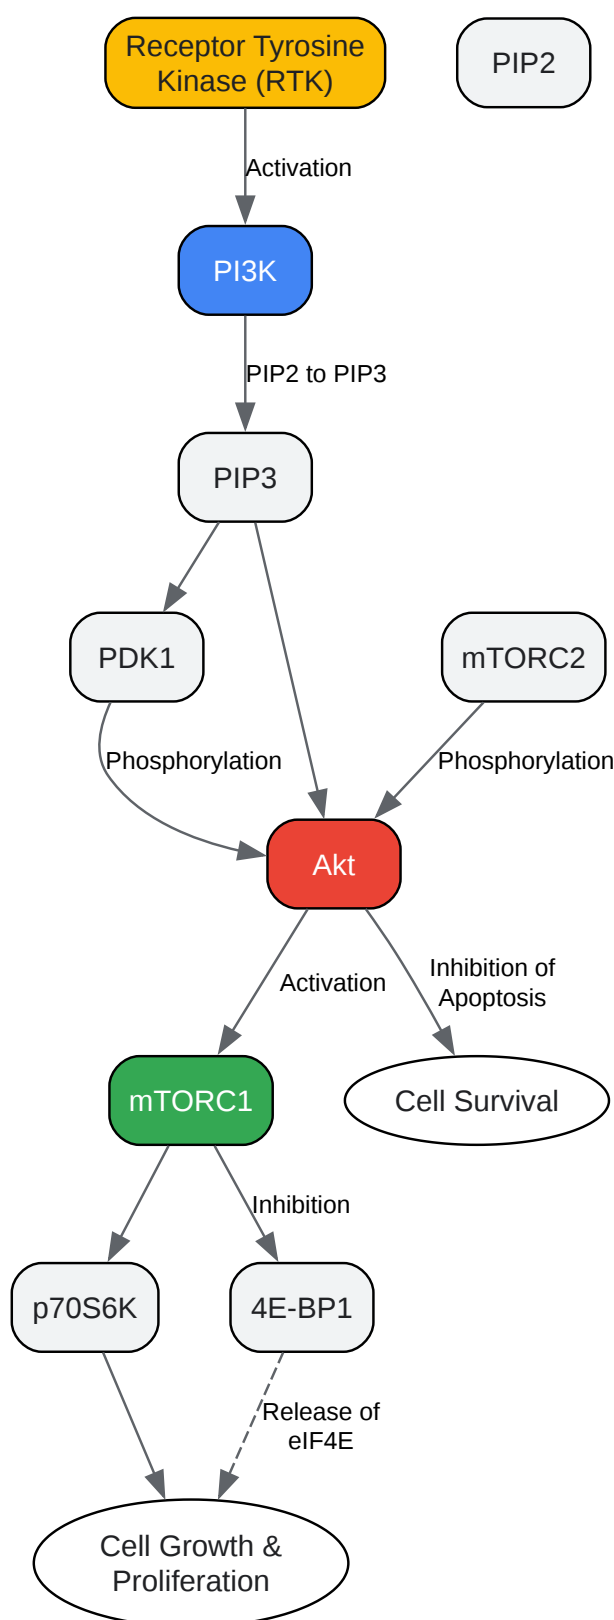 Receptor Tyrosine
Kinase (RTK)
PIP2
Activation
PI3K
PIP2 to PIP3
PIP3
PDK1
mTORC2
Phosphorylation
Phosphorylation
Akt
Activation
Inhibition of
Apoptosis
mTORC1
Cell Survival
Inhibition
p70S6K
4E-BP1
Release of
eIF4E
Cell Growth &
Proliferation